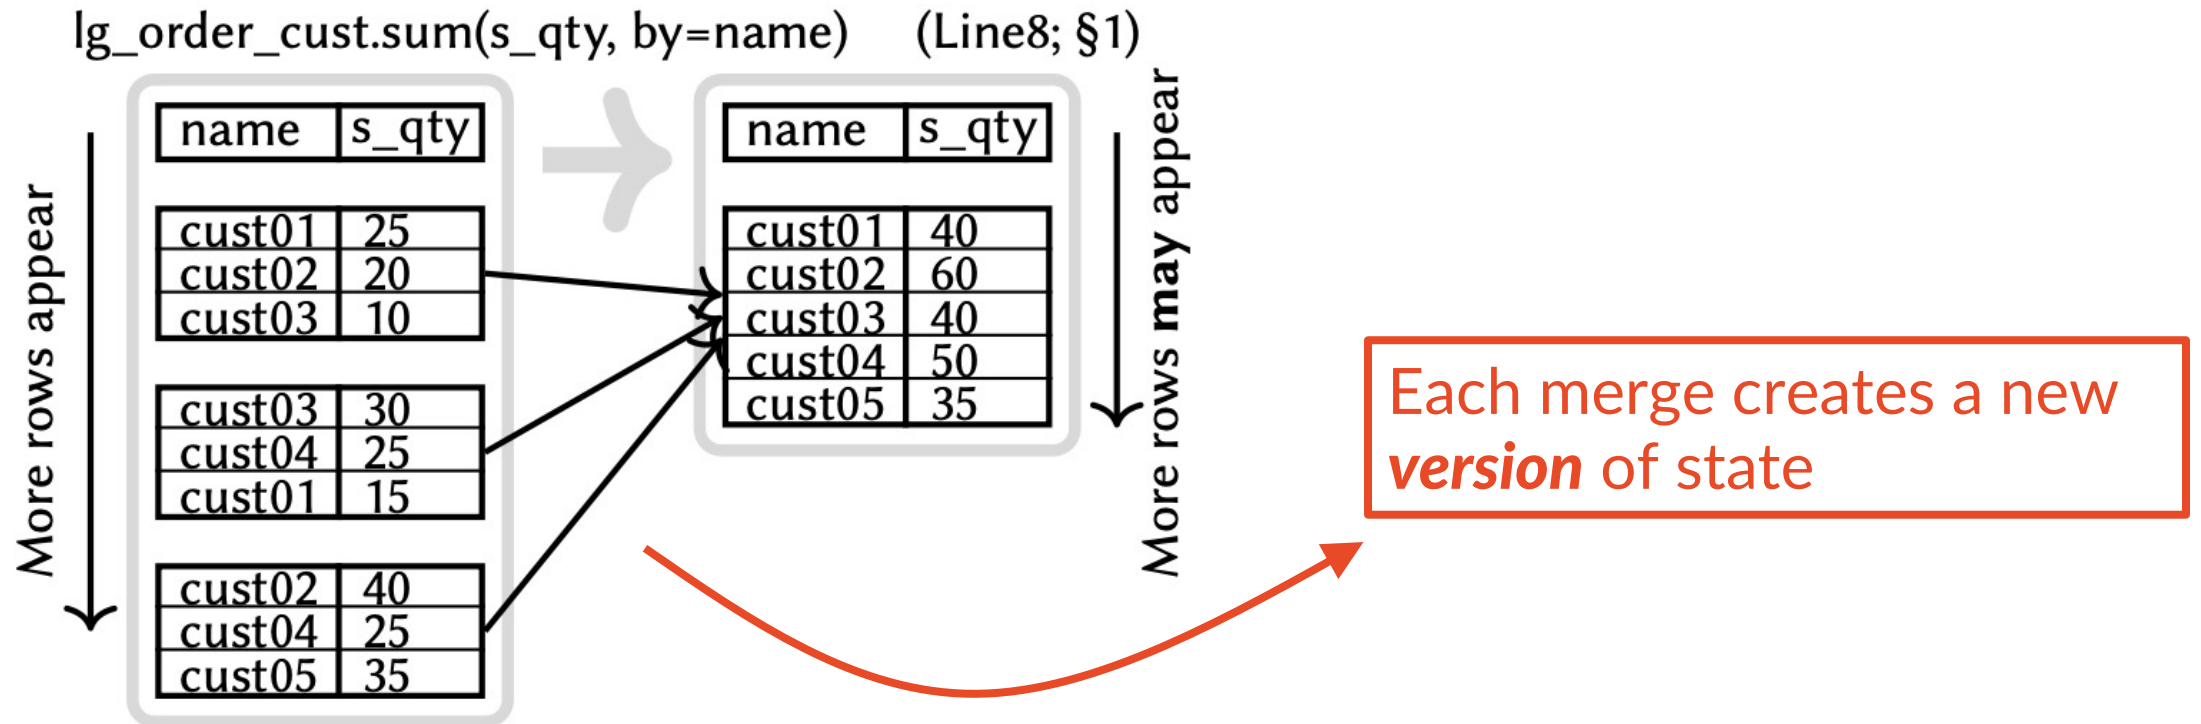 lg_order_cust.sum(s_qty, by=name) (Line8; §1)
More rows appear
name s_qty
cust01 25
cust02 20
cust03 10
cust03 30
cust04 25
cust01 15
cust02 40
cust04 25
cust05 35
name s_qty
cust01 40
cust02 60
cust03 40
cust04 50
cust05 35
More rows may appear
Each merge creates a new
version of state